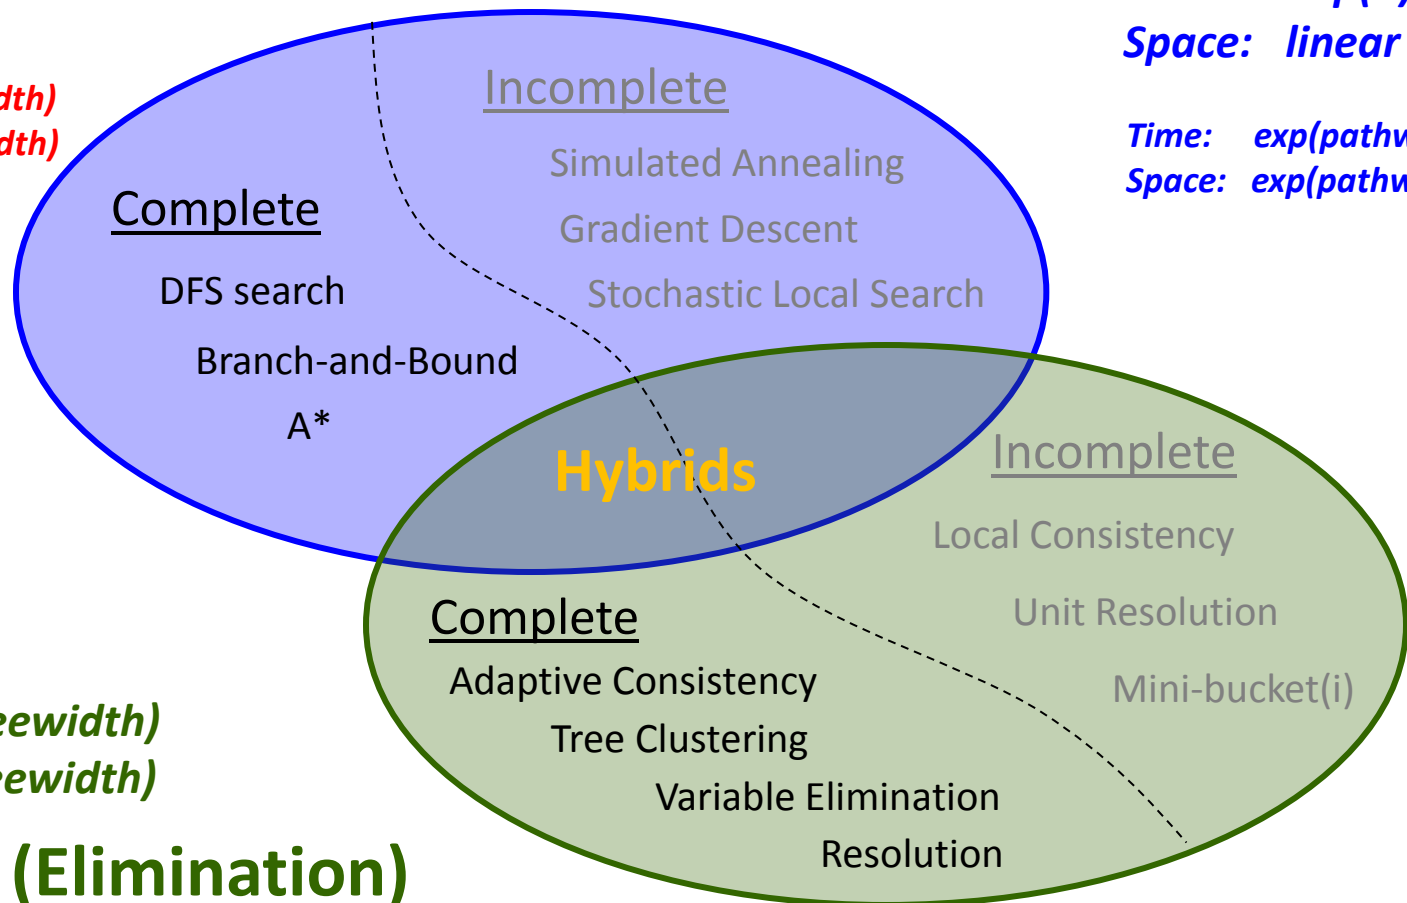 Space: linear
Time: exp(pathw
Space: exp(pathw
dth)
dth)
Incomplete
Simulated Annealing
Gradient Descent
Stochastic Local Search
Complete
DFS search
Branch-and-Bound
A*
Hybrids
Incomplete
Local Consistency
Unit Resolution
Mini-bucket(i)
Complete
Adaptive Consistency
Tree Clustering
Variable Elimination
Resolution
eewidth)
eewidth)
(Elimination)